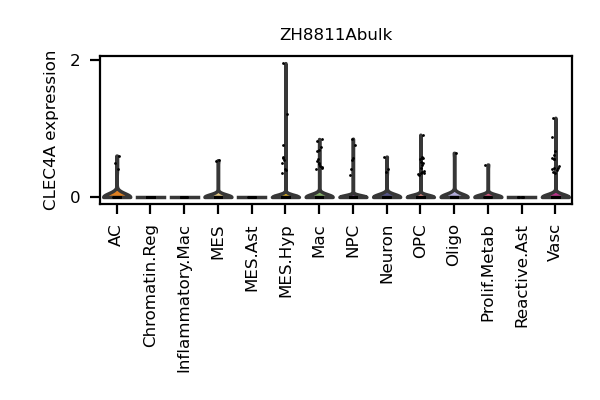 ZH8811Abulk
CLEC4A expression
2
0
AC
Chromatin.Reg
Inflammatory.Mac
MES
MES.Ast
MES.Hyp
Mac
NPC
Neuron
OPC
Oligo
Prolif.Metab
Reactive.Ast
Vasc